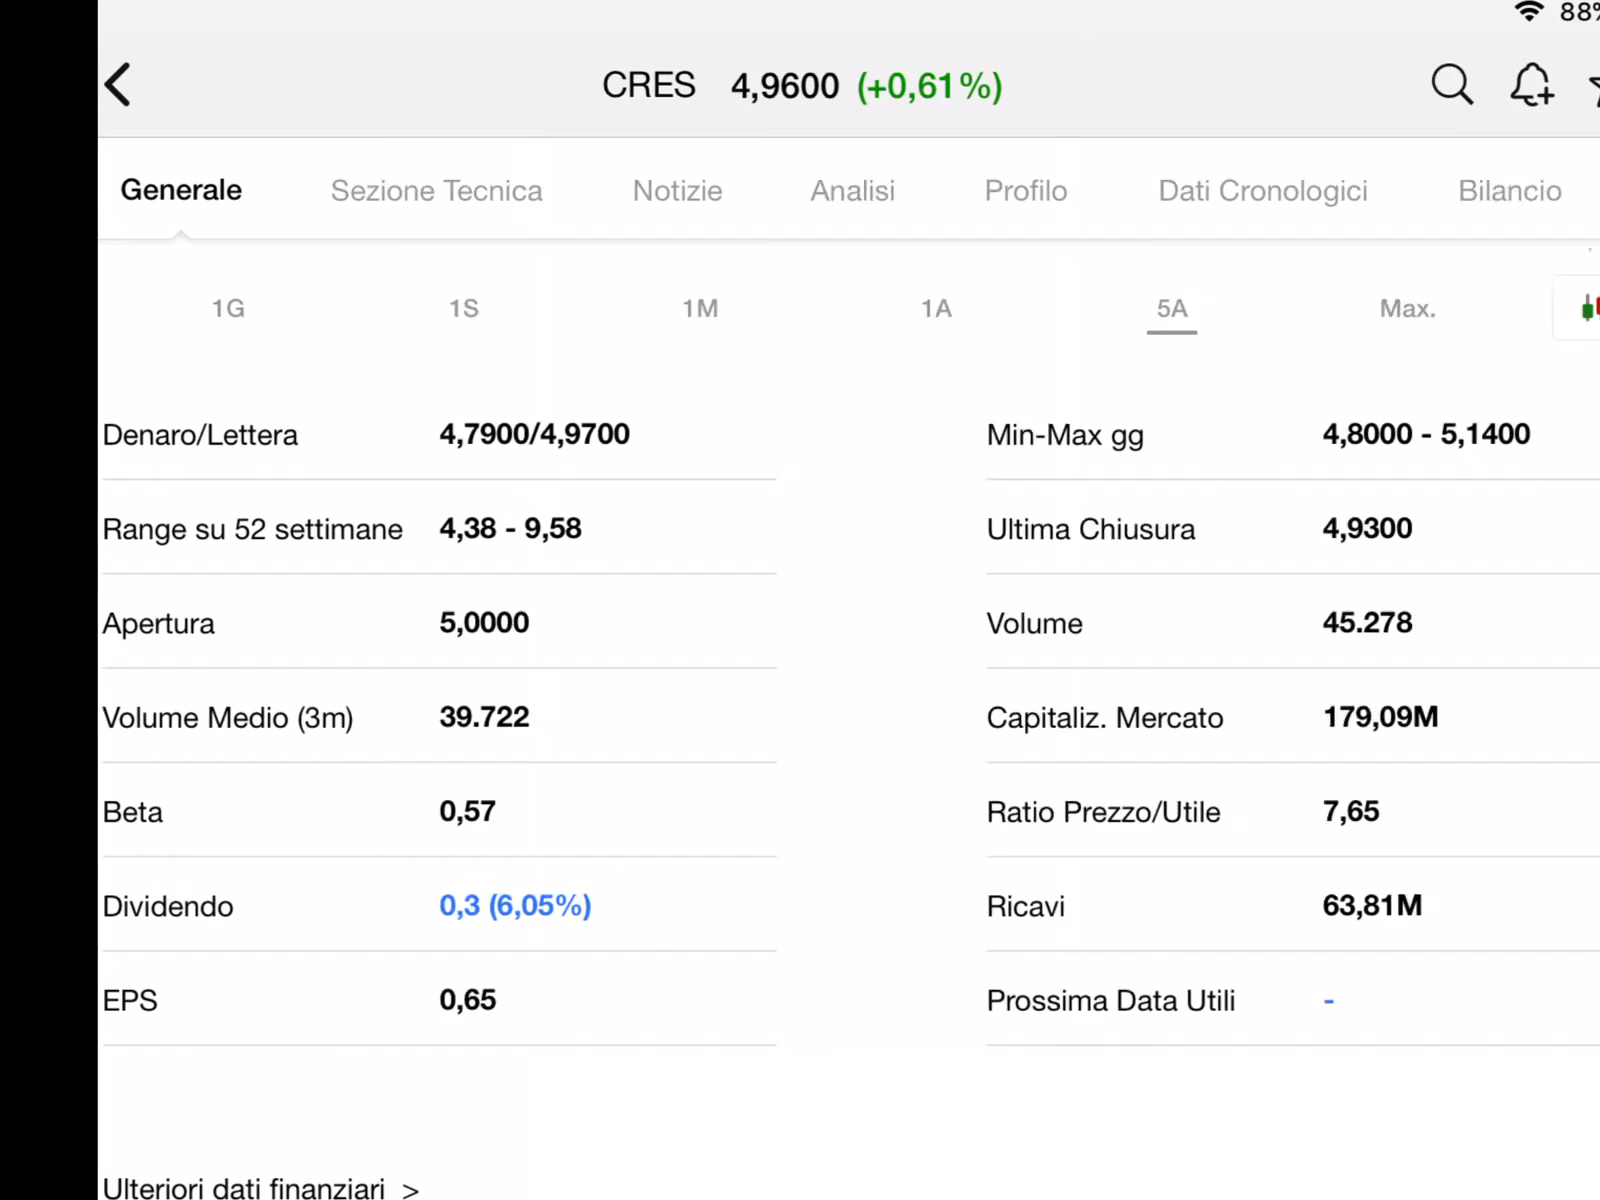 88%
CRES 4,9600 (+0,61%)
Generale Sezione Tecnica Notizie Analisi Profilo Dati Cronologici Bilancio
1G 1S 1M 1A 5A Max.
Denaro/Lettera 4,7900/4,9700 Min-Max gg 4,8000 - 5,1400
Range su 52 settimane 4,38 - 9,58 Ultima Chiusura 4,9300
Apertura 5,0000 Volume 45.278
Volume Medio (3m) 39.722 Capitaliz. Mercato 179,09M
Beta 0,57 Ratio Prezzo/Utile 7,65
Dividendo 0,3 (6,05%) Ricavi 63,81M
EPS 0,65 Prossima Data Utili -
Ulteriori dati finanziari >